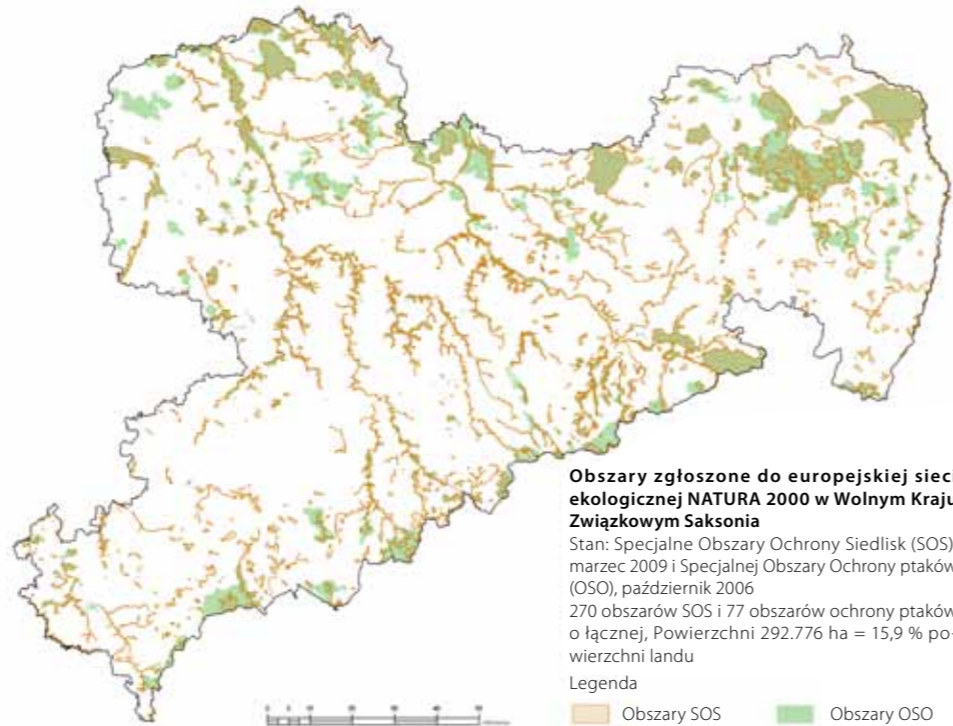 Obszary zgłoszone do europejskiej sieci
ekologicznej NATURA 2000 w Wolnym Kraju
Związkowym Saksonia
Stan: Specjalne Obszary Ochrony Siedlisk (SOS)
marzec 2009 i Specjalnej Obszary Ochrony ptaków
(OSO), październik 2006
270 obszarów SOS i 77 obszarów ochrony ptaków
o łącznej, Powierzchni 292.776 ha = 15,9 % po-
wierzchni landu
Legenda
Obszary SOS Obszary OSO